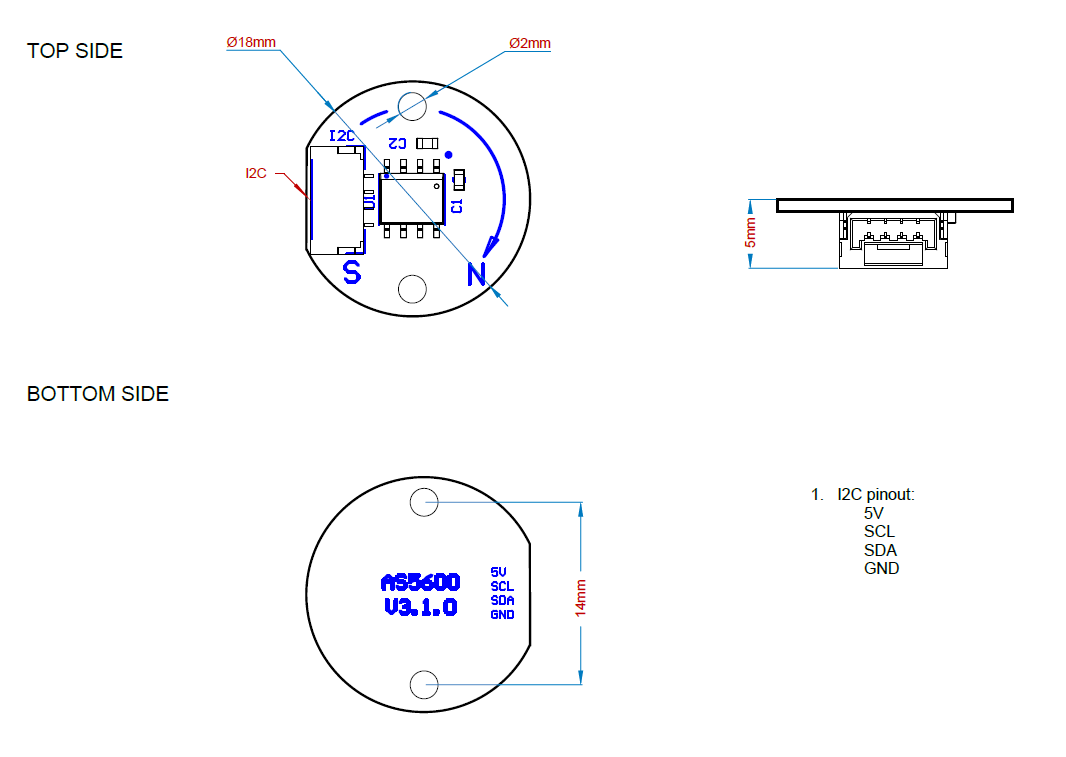 TOP SIDE
Ø18mm
Ø2mm
I2C
C2
I2C
U1
C1
S
N
5mm
BOTTOM SIDE
AS5600
V3.1.0
5V
SCL
SDA
GND
14mm
1. I2C pinout:
5V
SCL
SDA
GND